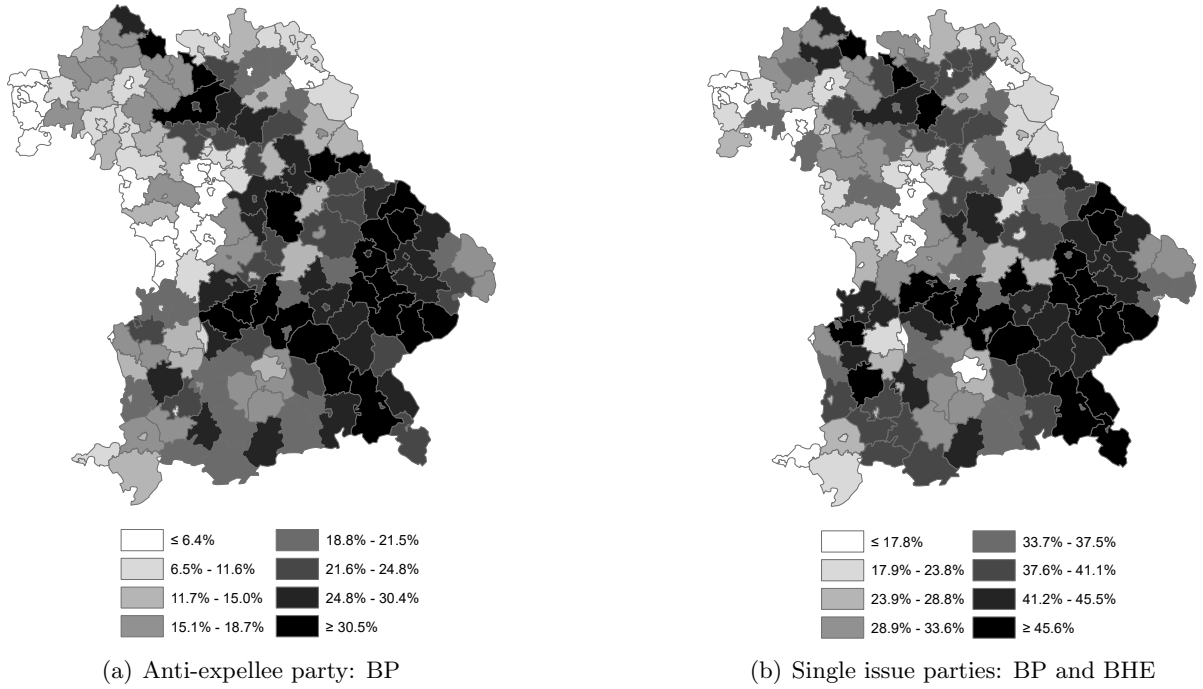 ≤ 6.4%
6.5% - 11.6%
11.7% - 15.0%
15.1% - 18.7%
18.8% - 21.5%
21.6% - 24.8%
24.8% - 30.4%
≥ 30.5%
(a) Anti-expellee party: BP
≤ 17.8%
17.9% - 23.8%
23.9% - 28.8%
28.9% - 33.6%
33.7% - 37.5%
37.6% - 41.1%
41.2% - 45.5%
≥ 45.6%
(b) Single issue parties: BP and BHE